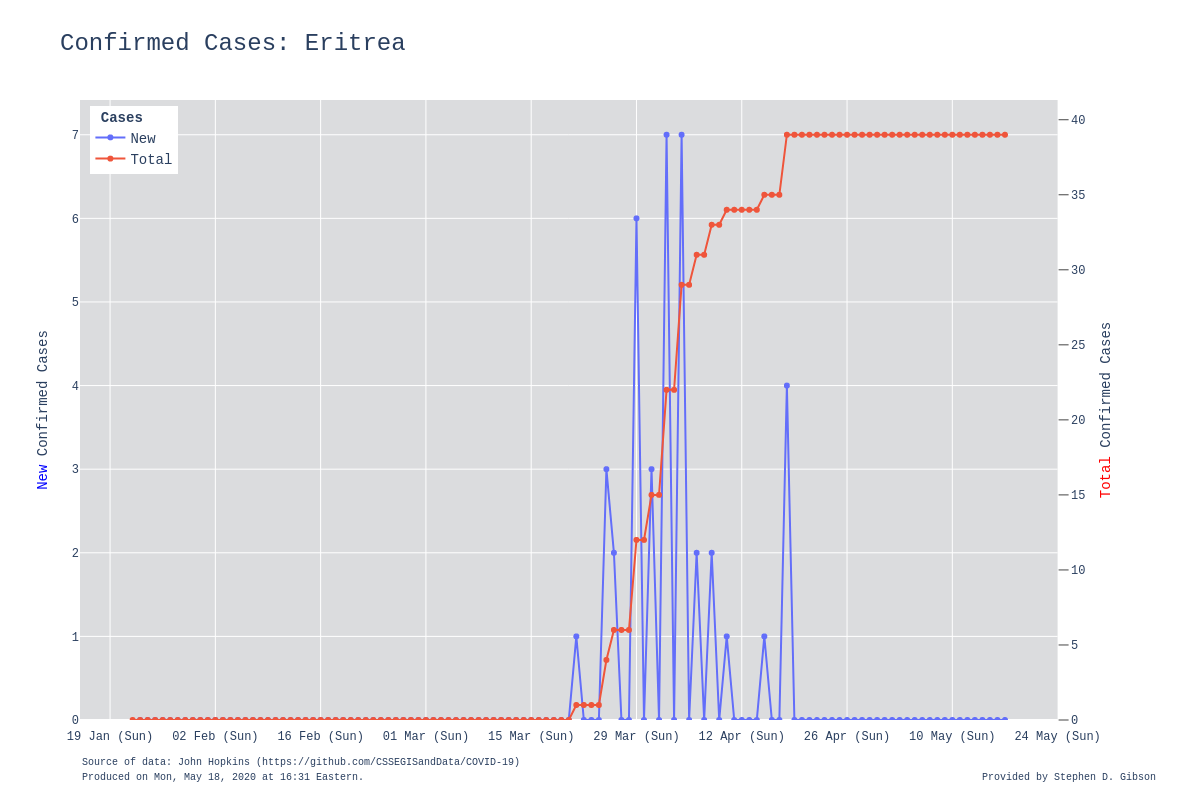 Confirmed Cases: Eritrea
Cases
New
Total
7
6
5
4
3
2
1
0
New Confirmed Cases
40
35
30
25
20
15
10
5
0
Total Confirmed Cases
19 Jan (Sun) 02 Feb (Sun) 16 Feb (Sun) 01 Mar (Sun) 15 Mar (Sun) 29 Mar (Sun) 12 Apr (Sun) 26 Apr (Sun) 10 May (Sun) 24 May (Sun)
Source of data: John Hopkins (https://github.com/CSSEGISandData/COVID-19)
Produced on Mon, May 18, 2020 at 16:31 Eastern.
Provided by Stephen D. Gibson